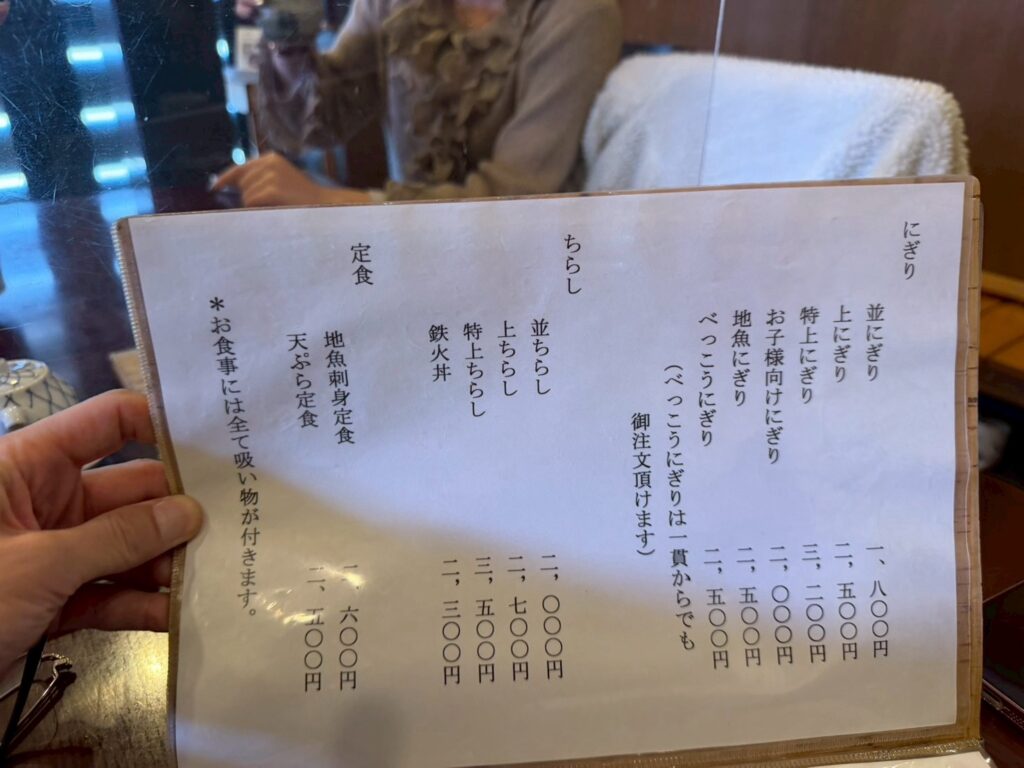 にぎり
並にぎり 一、八〇〇円
上にぎり 二，五〇〇円
特上にぎり 三，二〇〇円
お子様向けにぎり 二，〇〇〇円
地魚にぎり 二，五〇〇円
べっこうにぎり 二，五〇〇円
（べっこうにぎりは一貫からでも
御注文頂けます）
ちらし
並ちらし 二，〇〇〇円
上ちらし 二，七〇〇円
特上ちらし 三，五〇〇円
鉄火丼 二，三〇〇円
定食
地魚刺身定食 二，六〇〇円
天ぷら定食 二，五〇〇円
＊お食事には全て吸い物が付きます。